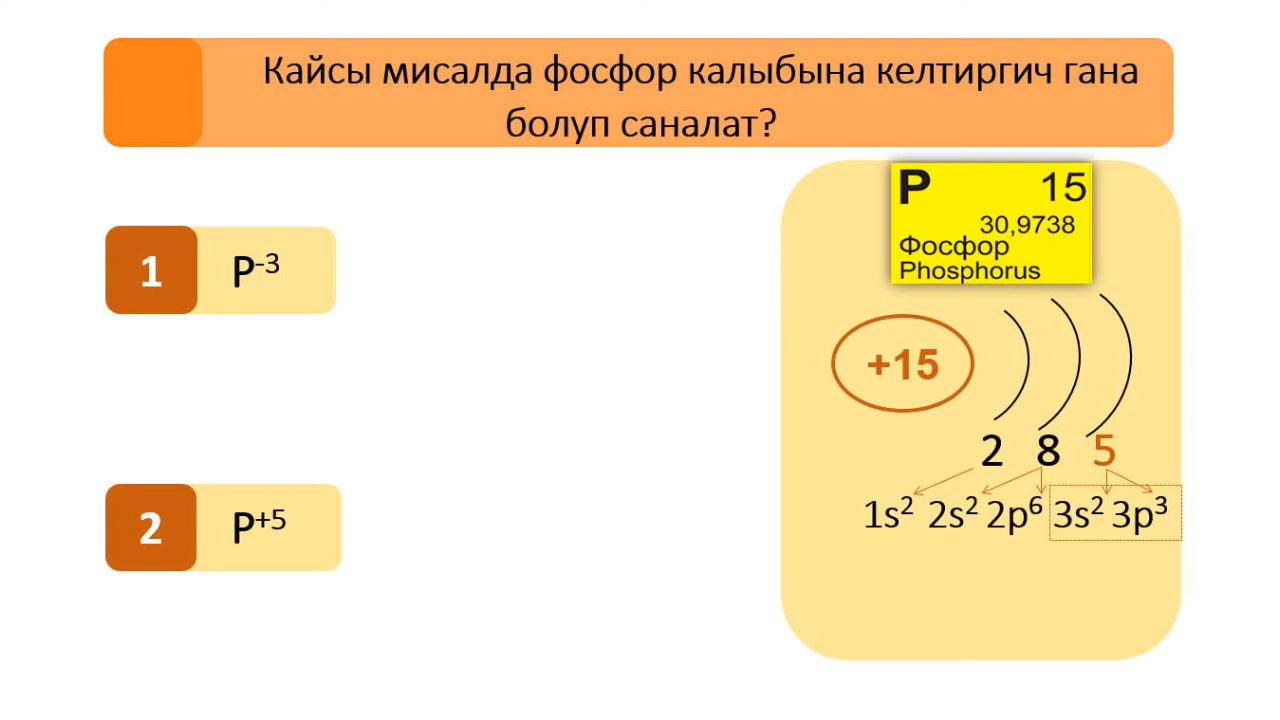 Кайсы мисалда фосфор калыбына келтиргич гана
болуп саналат?
P 15
30,9738
Фосфор
Phosphorus
1 P⁻³
+15
2 8 5
1s² 2s² 2p⁶ 3s² 3p³
2 P⁺⁵